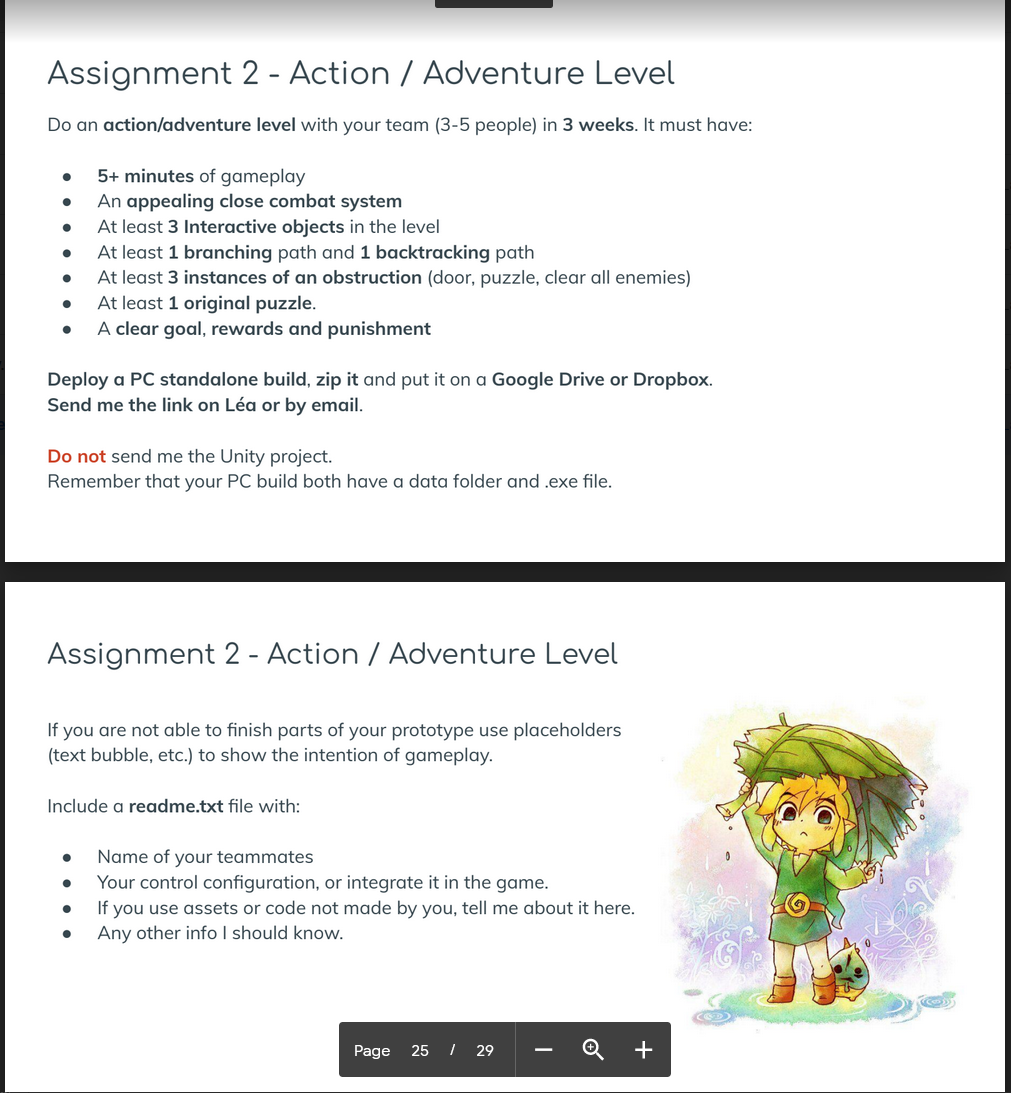 Assignment 2 - Action / Adventure Level
Do an action/adventure level with your team (3-5 people) in 3 weeks. It must have:
● 5+ minutes of gameplay
● An appealing close combat system
● At least 3 Interactive objects in the level
● At least 1 branching path and 1 backtracking path
● At least 3 instances of an obstruction (door, puzzle, clear all enemies)
● At least 1 original puzzle.
● A clear goal, rewards and punishment
Deploy a PC standalone build, zip it and put it on a Google Drive or Dropbox.
Send me the link on Léa or by email.
Do not send me the Unity project.
Remember that your PC build both have a data folder and .exe file.
Assignment 2 - Action / Adventure Level
If you are not able to finish parts of your prototype use placeholders
(text bubble, etc.) to show the intention of gameplay.
Include a readme.txt file with:
● Name of your teammates
● Your control configuration, or integrate it in the game.
● If you use assets or code not made by you, tell me about it here.
● Any other info I should know.
Page 25 / 29